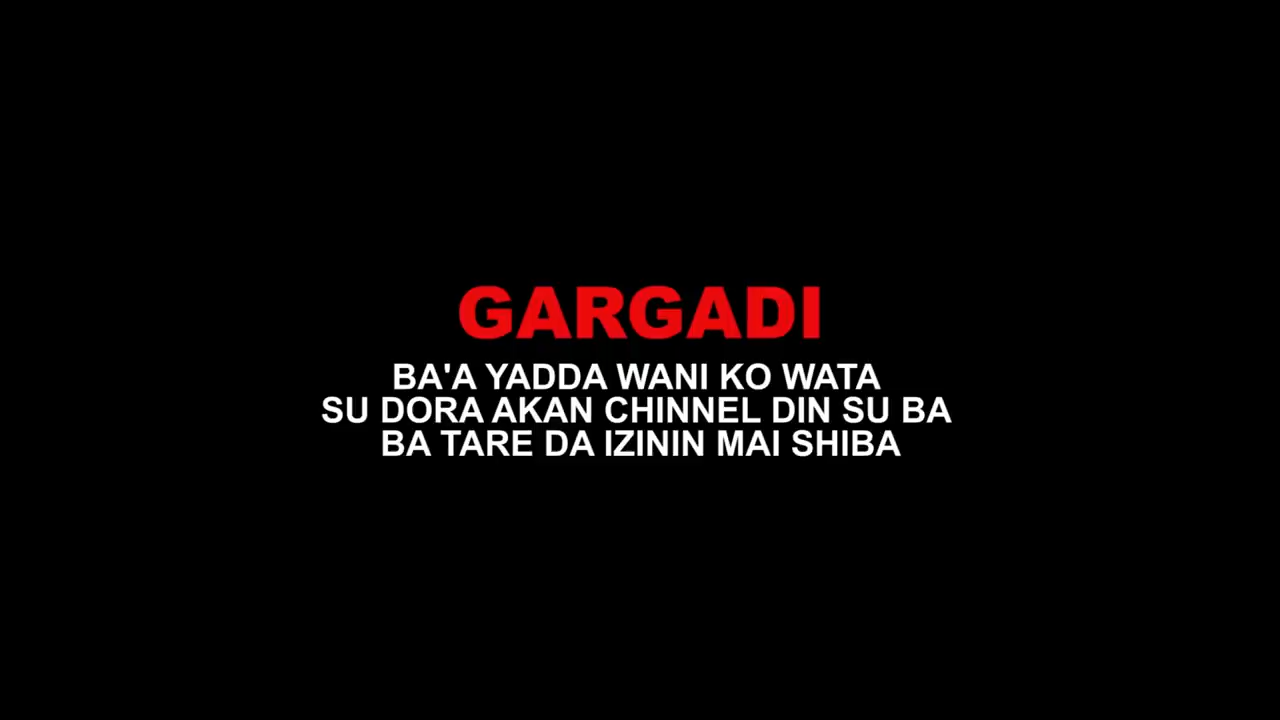 GARGADI
BA'A YADDA WANI KO WATA
SU DORA AKAN CHINNEL DIN SU BA
BA TARE DA IZININ MAI SHIBA